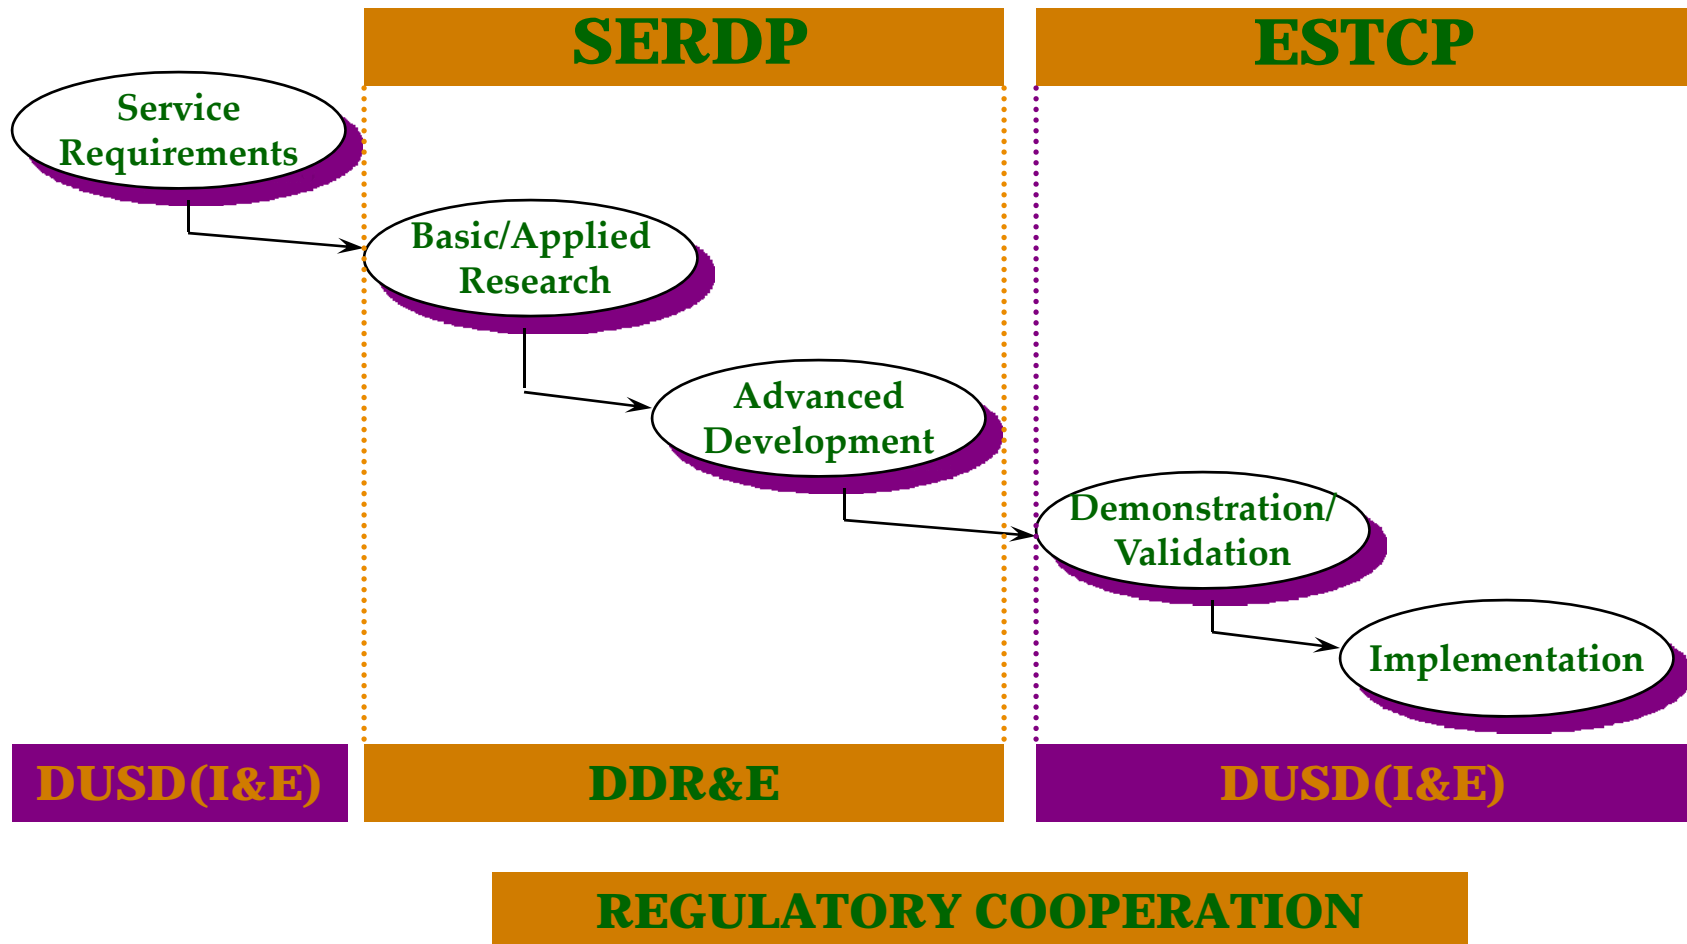 SERDP
ESTCP
Service
Requirements
Basic/Applied
Research
Advanced
Development
Demonstration/
Validation
Implementation
DUSD(I&E)
DDR&E
DUSD(I&E)
REGULATORY COOPERATION